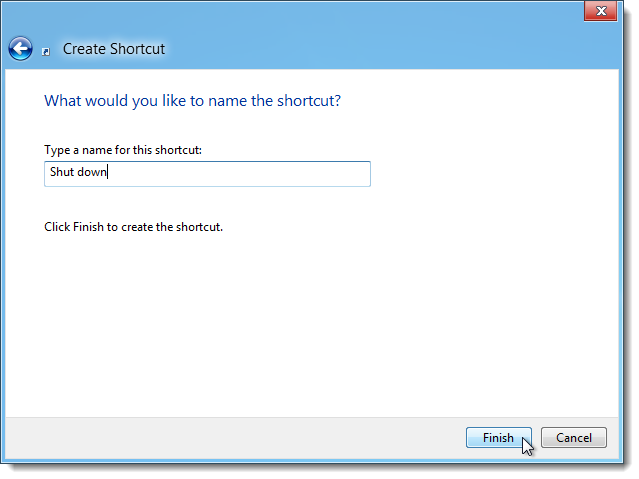 Create Shortcut
What would you like to name the shortcut?
Type a name for this shortcut:
Shut down
Click Finish to create the shortcut.
Finish Cancel